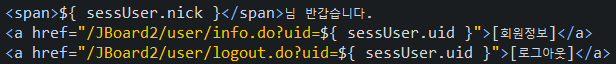 <span>${ sessUser.nick }</span>님 반갑습니다.
<a href="/JBoard2/user/info.do?uid=${ sessUser.uid }">[회원정보]</a>
<a href="/JBoard2/user/logout.do?uid=${ sessUser.uid }">[로그아웃]</a>